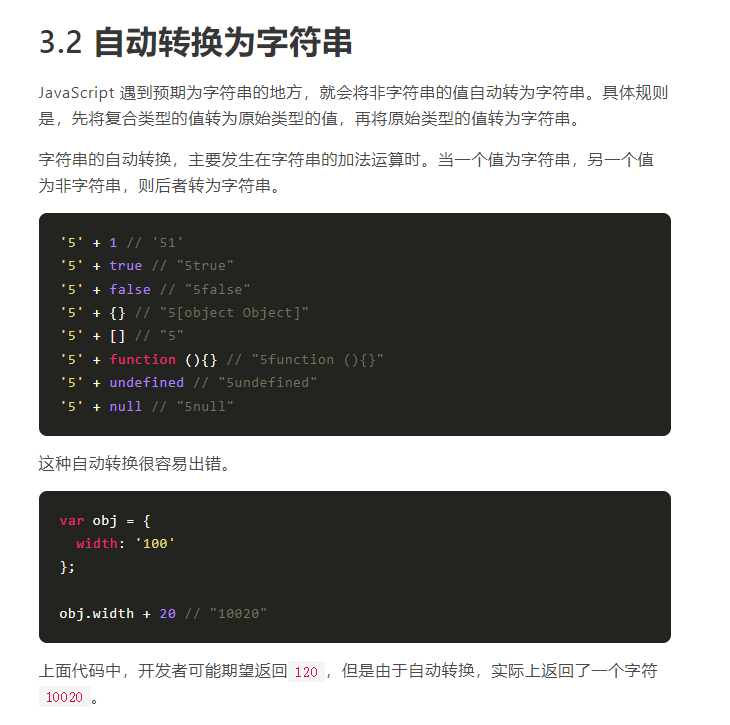 3.2 自动转换为字符串
JavaScript 遇到预期为字符串的地方，就会将非字符串的值自动转为字符串。具体规则
是，先将复合类型的值转为原始类型的值，再将原始类型的值转为字符串。
字符串的自动转换，主要发生在字符串的加法运算时。当一个值为字符串，另一个值
为非字符串，则后者转为字符串。
'5' + 1 // '51'
'5' + true // "5true"
'5' + false // "5false"
'5' + {} // "5[object Object]"
'5' + [] // "5"
'5' + function (){} // "5function (){}"
'5' + undefined // "5undefined"
'5' + null // "5null"
这种自动转换很容易出错。
var obj = {
  width: '100'
};
obj.width + 20 // "10020"
上面代码中，开发者可能期望返回 120 ，但是由于自动转换，实际上返回了一个字符
10020 。